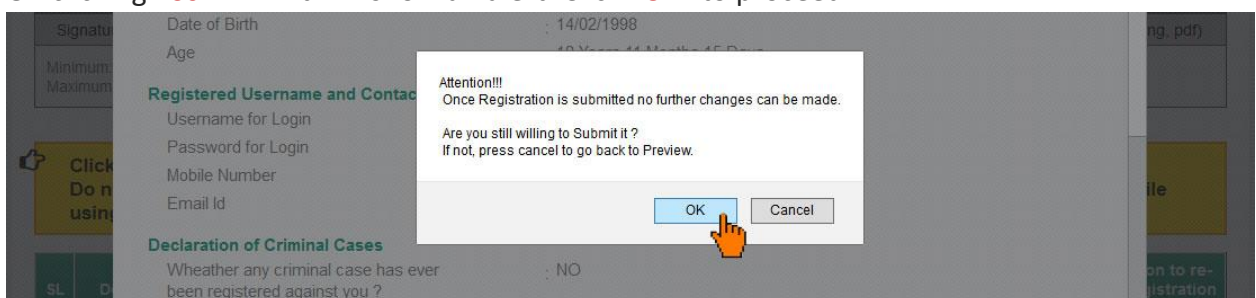 Signatu
Date of Birth : 14/02/1998
ng, pdf)
Age
Minimum:
Maximum
Registered Username and Contac
Username for Login
Password for Login
Mobile Number
Email Id
Attention!!!
Once Registration is submitted no further changes can be made.
Are you still willing to Submit it ?
If not, press cancel to go back to Preview.
OK Cancel
Click
Do n
using
ile
Declaration of Criminal Cases
Wheather any criminal case has ever : NO
been registered against you ?
SL D
on to re-
istration